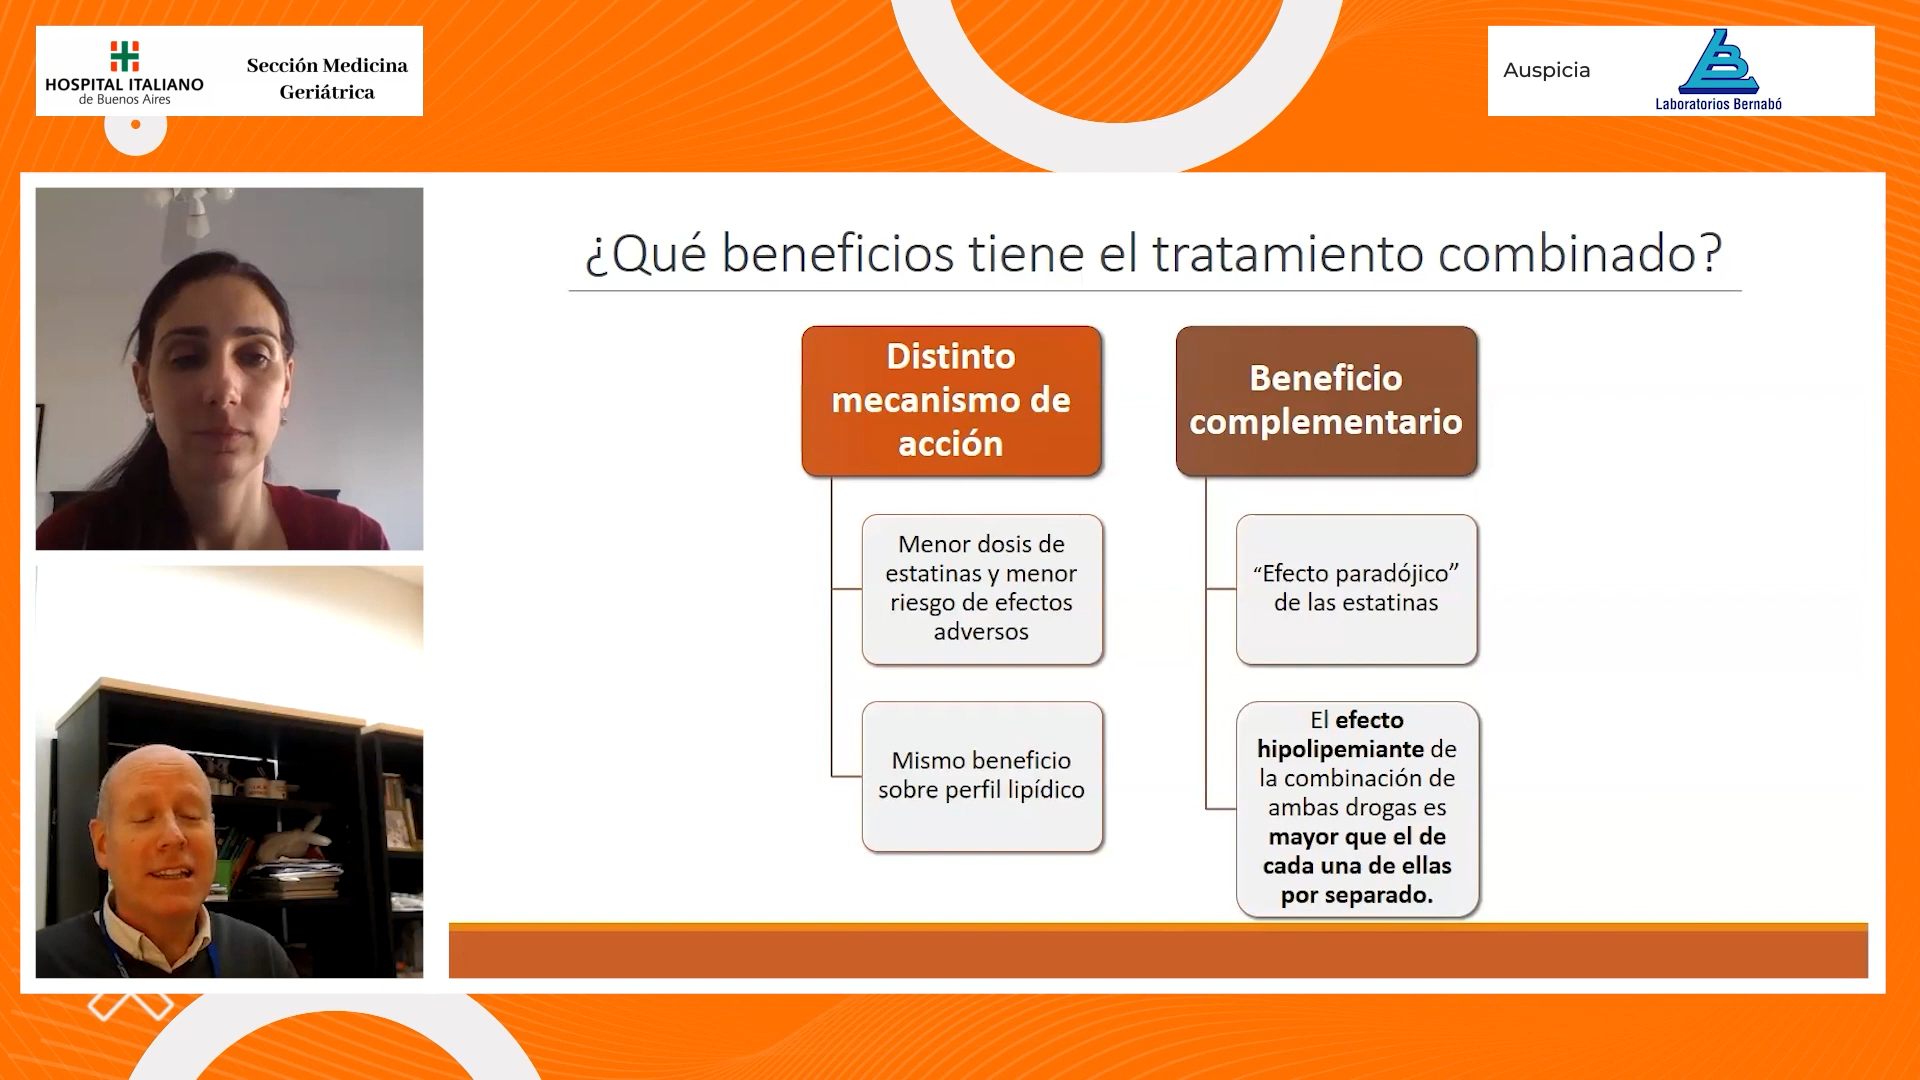 HOSPITAL ITALIANO
de Buenos Aires
Sección Medicina
Geriátrica
Auspicia
Laboratorios Bernabó
¿Qué beneficios tiene el tratamiento combinado?
Distinto
mecanismo de
acción
Menor dosis de
estatinas y menor
riesgo de efectos
adversos
Mismo beneficio
sobre perfil lipídico
Beneficio
complementario
“Efecto paradójico”
de las estatinas
El efecto
hipolipemiante de
la combinación de
ambas drogas es
mayor que el de
cada una de ellas
por separado.